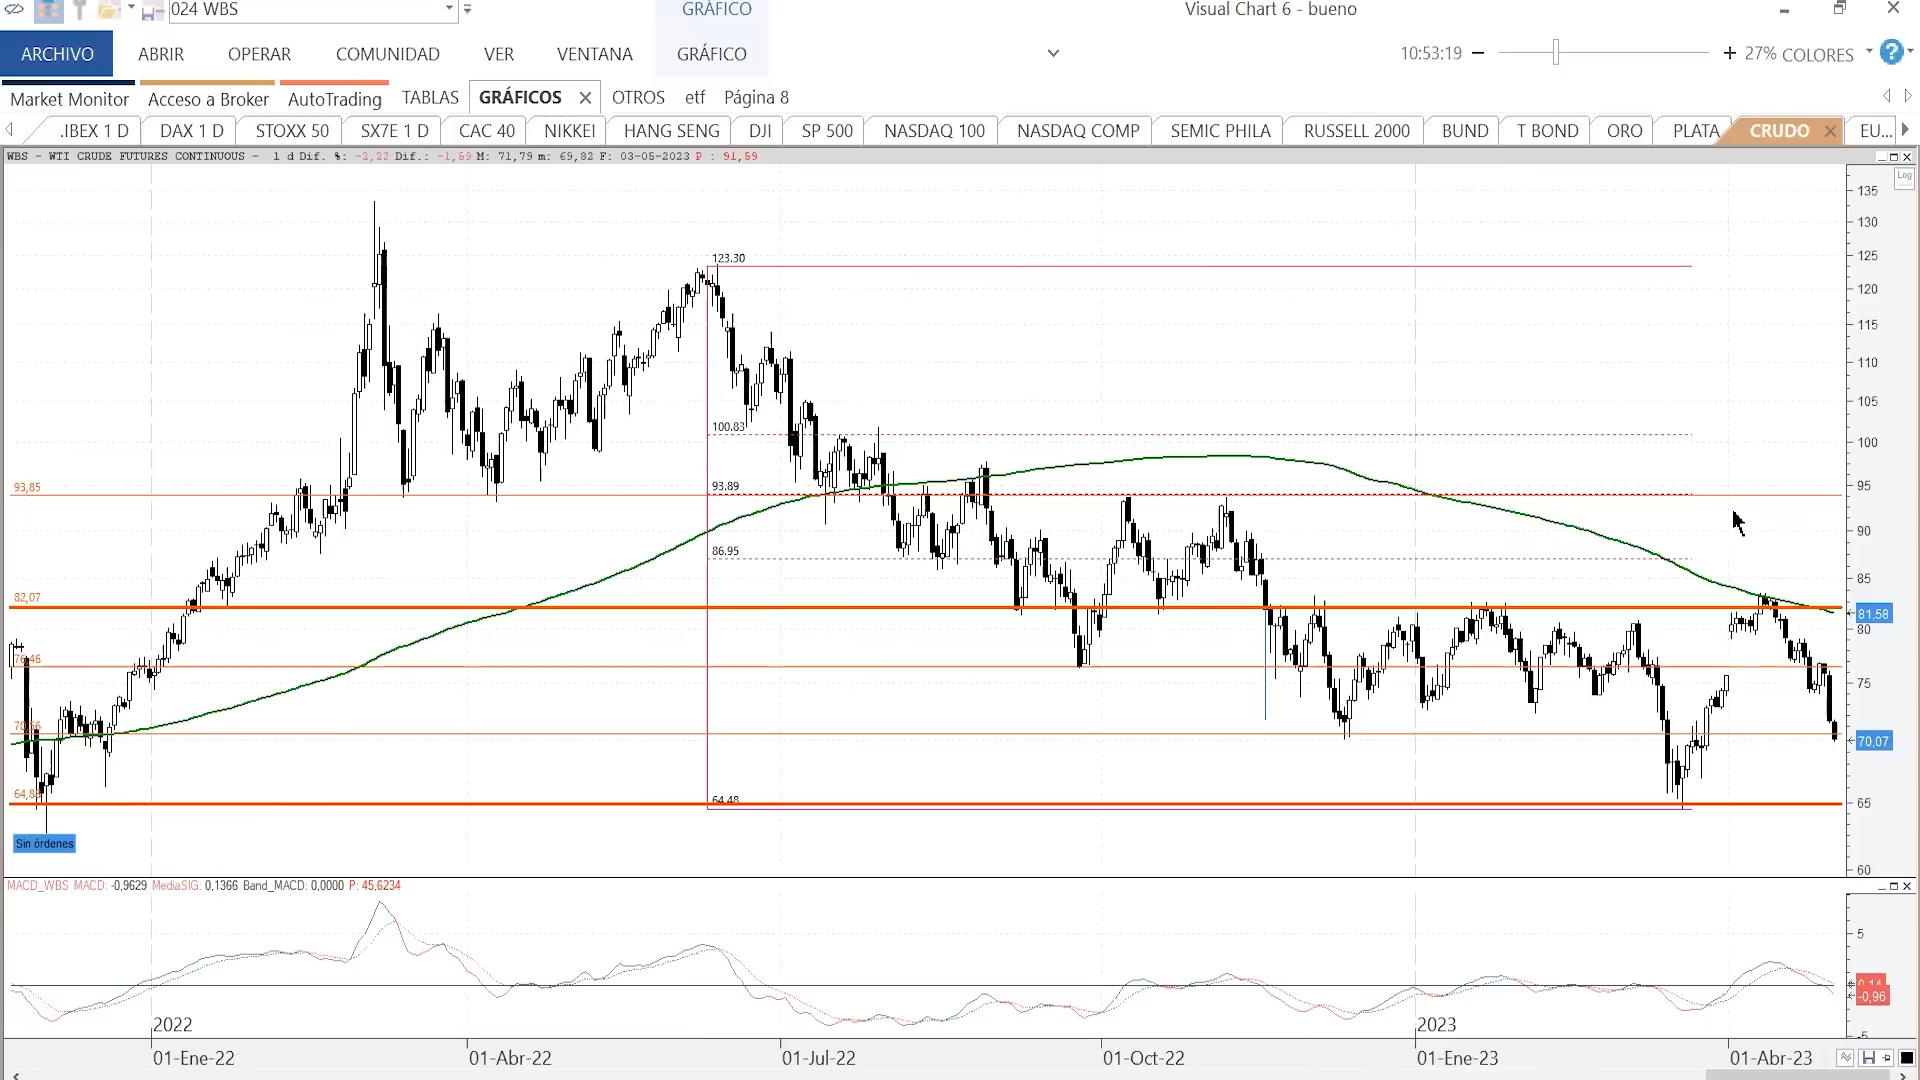 024 WBS
GRÁFICO
Visual Chart 6 - bueno
ARCHIVO ABRIR OPERAR COMUNIDAD VER VENTANA GRÁFICO
10:53:19 27% COLORES ?
Market Monitor Acceso a Broker AutoTrading TABLAS GRÁFICOS OTROS etf Página 8
.IBEX 1 D DAX 1 D STOXX 50 SX7E 1 D CAC 40 NIKKEI HANG SENG DJI SP 500 NASDAQ 100 NASDAQ COMP SEMIC PHILA RUSSELL 2000 BUND T BOND ORO PLATA CRUDO EU...
WBS - WTI CRUDE FUTURES CONTINUOUS - 1 d Dif. %: -2,22 Dif.: -1,59 M: 71,79 m: 69,82 F: 03-05-2023 P : 91,59
Log
135
130
125
123.30
120
115
110
105
100.83
100
95
93,85
93.89
90
86.95
85
82,07
81,58
80
76,46
75
70,07
64.48
65
Sin órdenes
60
MACD_WBS MACD: -0,9629 MediaSIG: 0,1366 Band_MACD: 0,0000 P: 45,6234
5
-0,96
-5
2022 2023
01-Ene-22 01-Abr-22 01-Jul-22 01-Oct-22 01-Ene-23 01-Abr-23